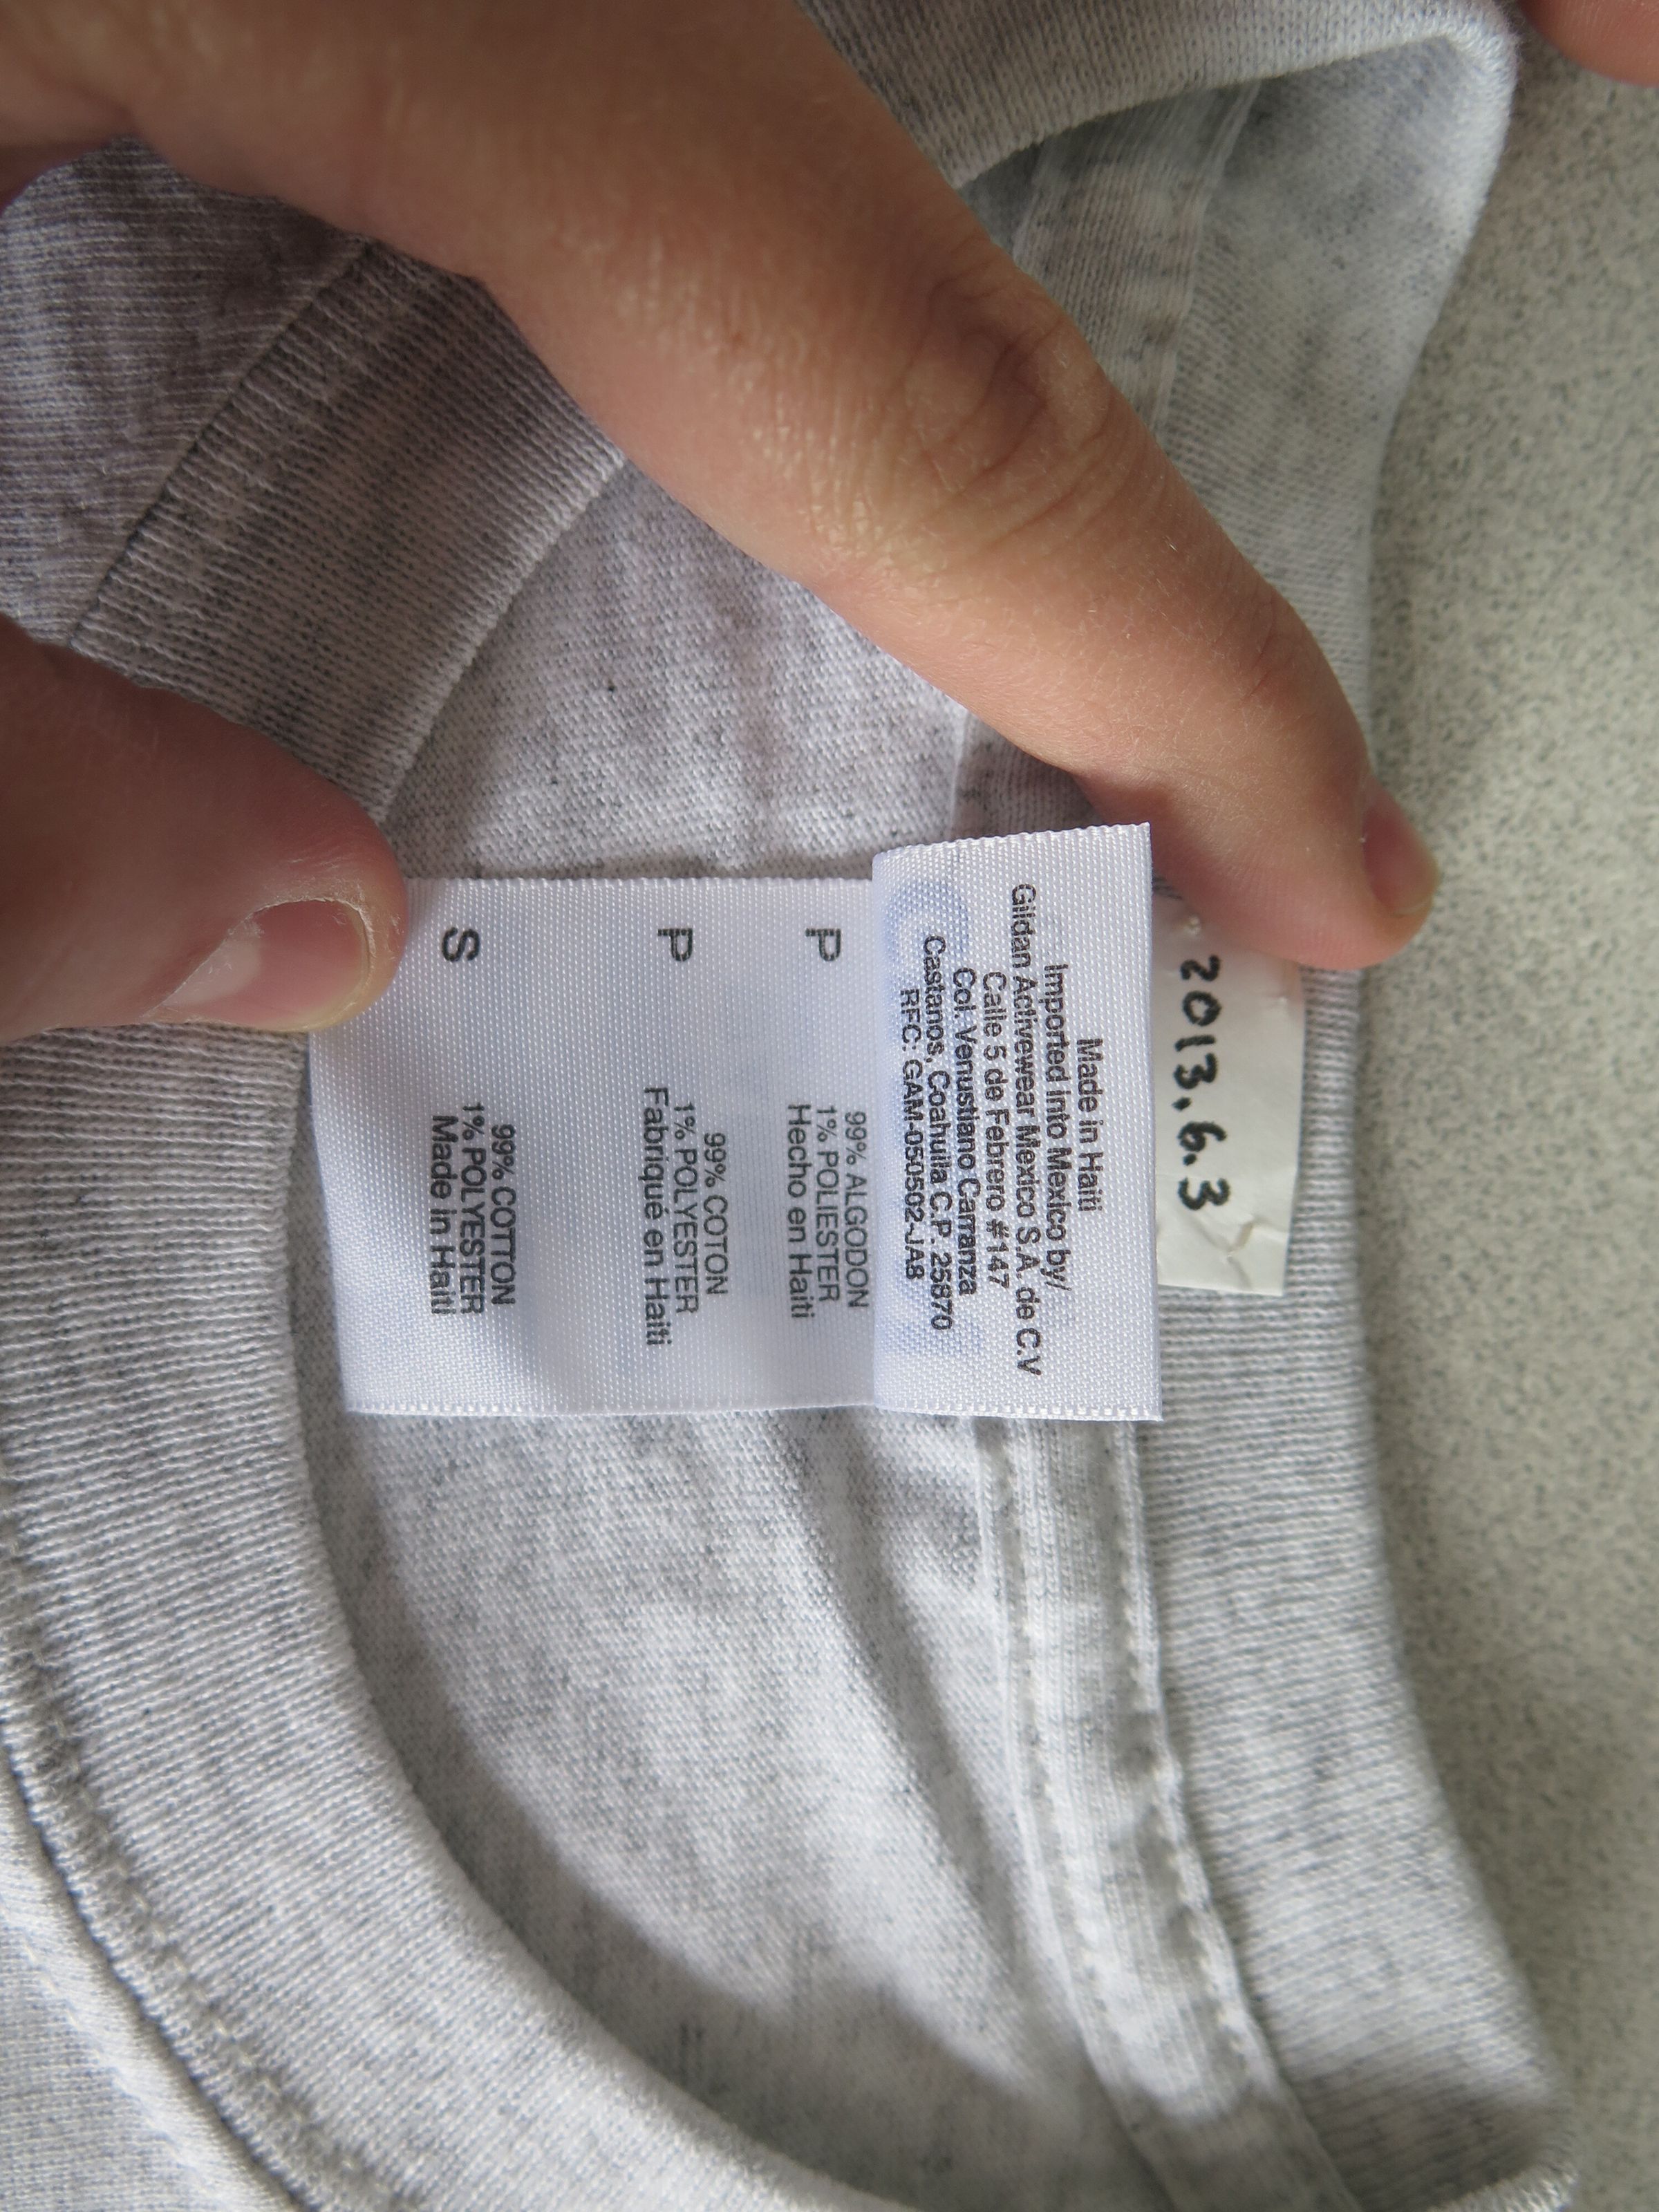 2013.6.3
Made in Haiti
Imported into Mexico by/
Gildan Activewear Mexico S.A. de C.V
Calle 5 de Febrero #147
Col. Venustiano Carranza
Castanos, Coahuila C.P. 25870
RFC: GAM-050502-JA8
P
99% ALGODON
1% POLIESTER
Hecho en Haiti
P
99% COTON
1% POLYESTER
Fabriqué en Haïti
S
99% COTTON
1% POLYESTER
Made in Haiti